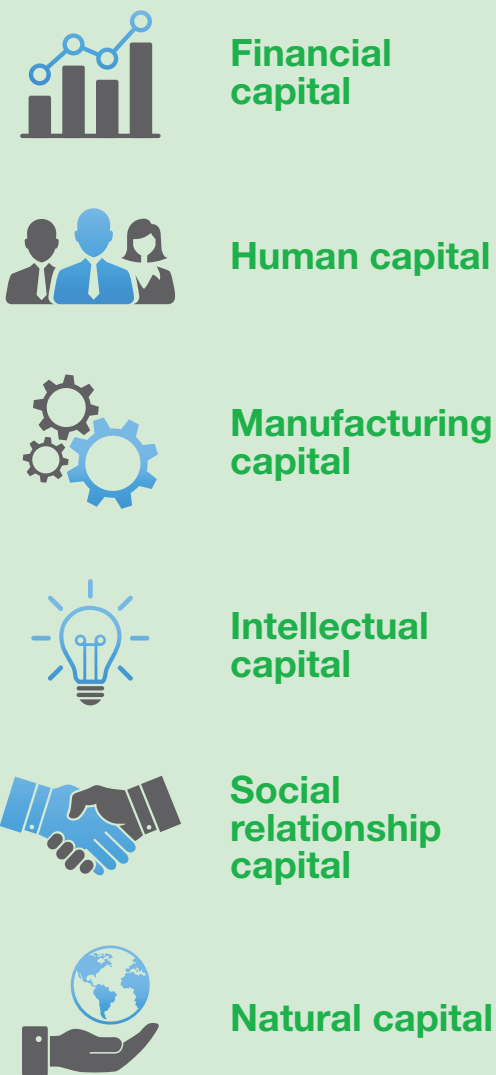 Financial
capital
Human capital
Manufacturing
capital
Intellectual
capital
Social
relationship
capital
Natural capital